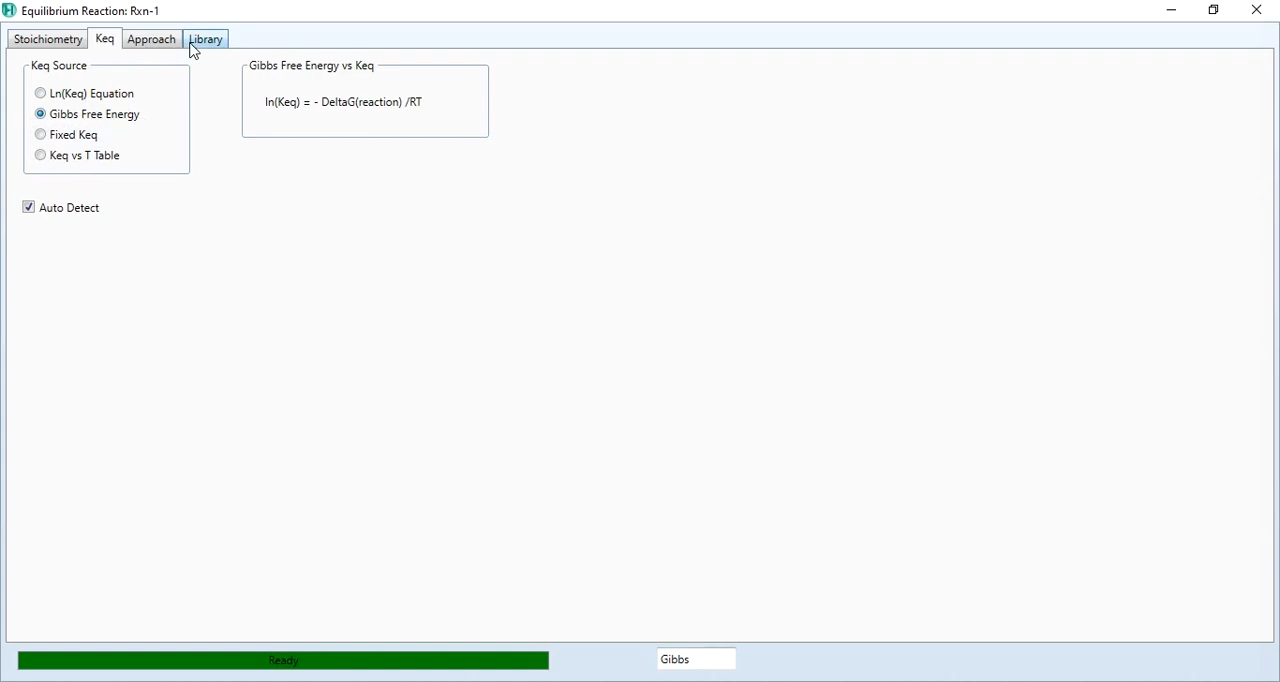 Equilibrium Reaction: Rxn-1
Stoichiometry Keq Approach Library
Keq Source
Ln(Keq) Equation
Gibbs Free Energy
Fixed Keq
Keq vs T Table
Gibbs Free Energy vs Keq
ln(Keq) = - DeltaG(reaction) /RT
Auto Detect
Ready
Gibbs